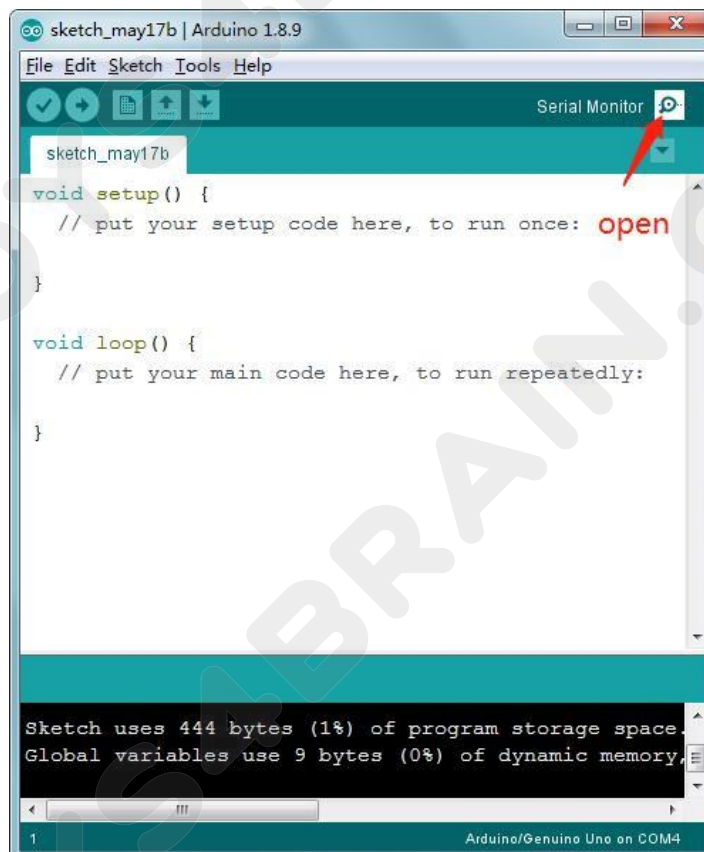 sketch_may17b | Arduino 1.8.9
File Edit Sketch Tools Help
Serial Monitor
sketch_may17b
void setup() {
// put your setup code here, to run once: open
}
void loop() {
// put your main code here, to run repeatedly:
}
Sketch uses 444 bytes (1%) of program storage space.
Global variables use 9 bytes (0%) of dynamic memory,
1 Arduino/Genuino Uno on COM4